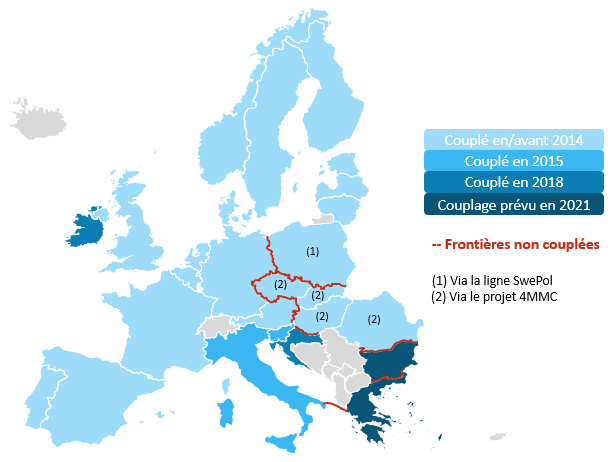 Couplé en/avant 2014
Couplé en 2015
Couplé en 2018
Couplage prévu en 2021
-- Frontières non couplées
(1) Via la ligne SwePol
(2) Via le projet 4MMC
(1)
(2)
(2)
(2)
(2)